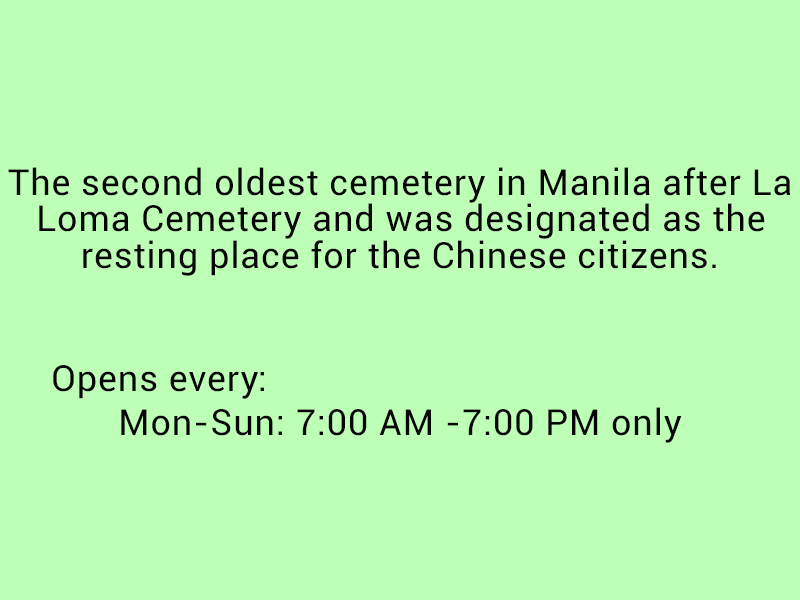 The second oldest cemetery in Manila after La
Loma Cemetery and was designated as the
resting place for the Chinese citizens.
Opens every:
Mon-Sun: 7:00 AM -7:00 PM only